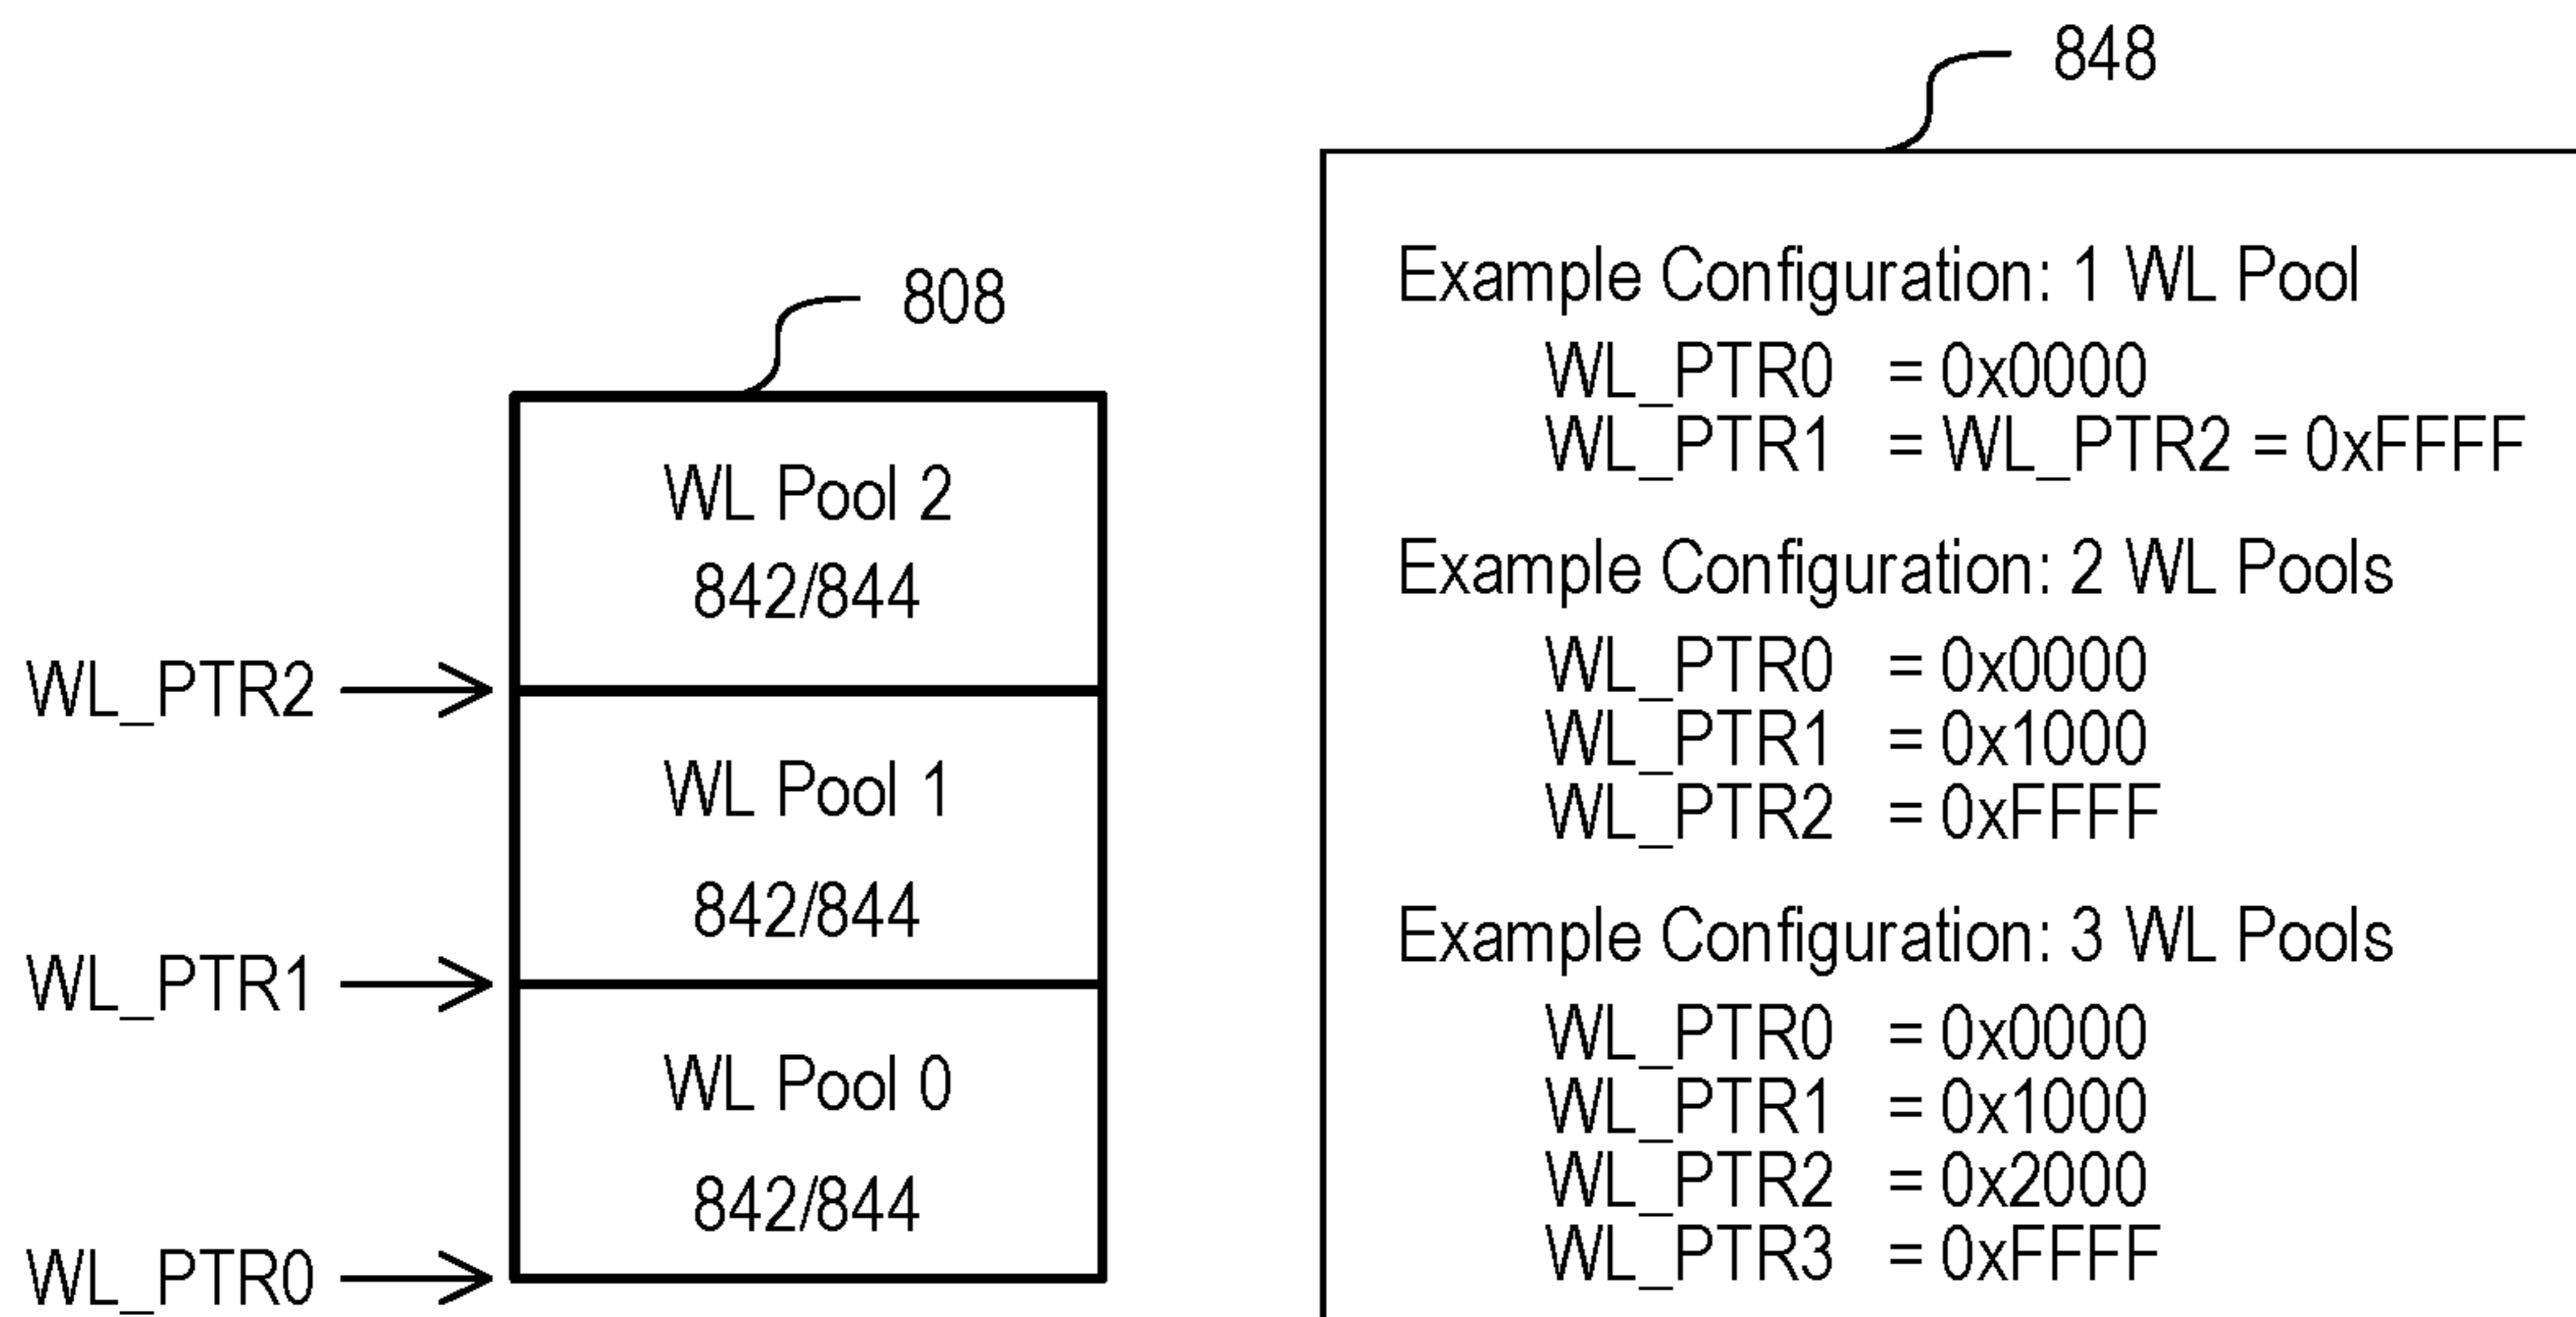 808
WL Pool 2
842/844
WL_PTR2
WL Pool 1
842/844
WL_PTR1
WL Pool 0
842/844
WL_PTR0
848
Example Configuration: 1 WL Pool
WL_PTR0 = 0x0000
WL_PTR1 = WL_PTR2 = 0xFFFF
Example Configuration: 2 WL Pools
WL_PTR0 = 0x0000
WL_PTR1 = 0x1000
WL_PTR2 = 0xFFFF
Example Configuration: 3 WL Pools
WL_PTR0 = 0x0000
WL_PTR1 = 0x1000
WL_PTR2 = 0x2000
WL_PTR3 = 0xFFFF